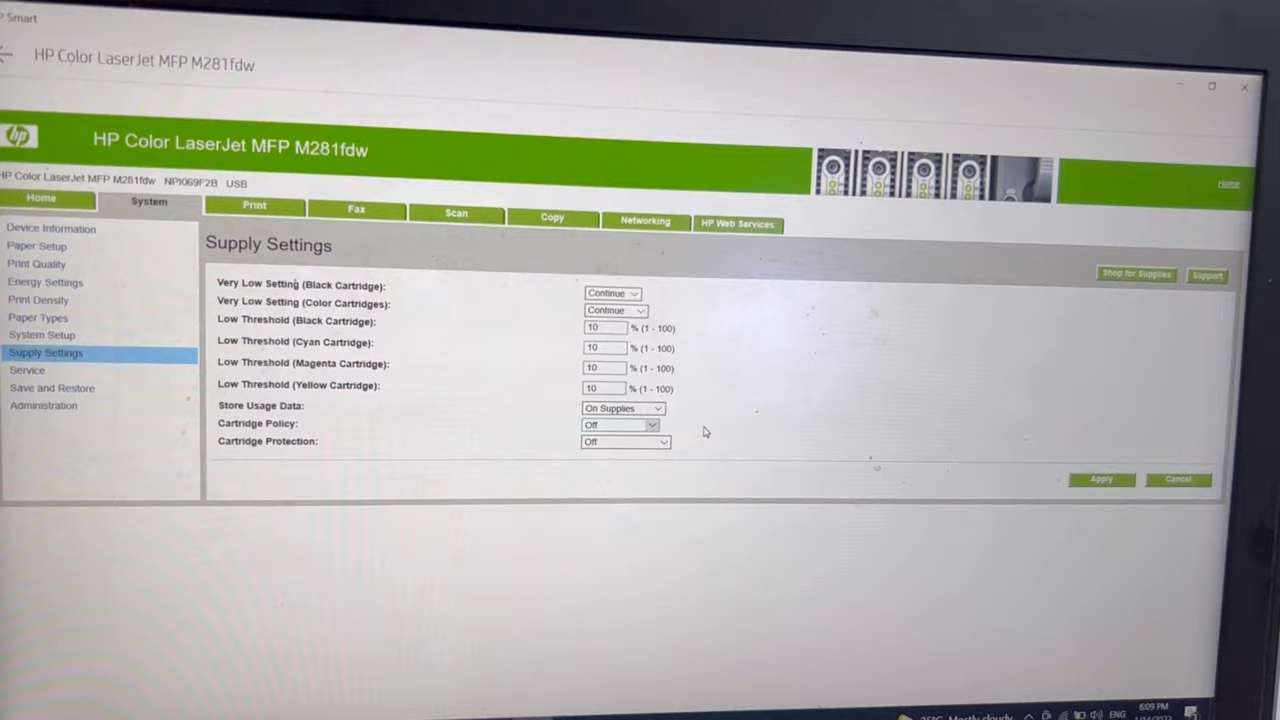 Smart
HP Color LaserJet MFP M281fdw
hp
HP Color LaserJet MFP M281fdw
HP Color LaserJet MFP M281fdw NPI069F2B USB
Home
Home System Print Fax Scan Copy Networking HP Web Services
Device Information
Paper Setup
Print Quality
Energy Settings
Print Density
Paper Types
System Setup
Supply Settings
Service
Save and Restore
Administration
Supply Settings
Shop for Supplies Support
Very Low Setting (Black Cartridge): Continue
Very Low Setting (Color Cartridges): Continue
Low Threshold (Black Cartridge): 10 % (1 - 100)
Low Threshold (Cyan Cartridge): 10 % (1 - 100)
Low Threshold (Magenta Cartridge): 10 % (1 - 100)
Low Threshold (Yellow Cartridge): 10 % (1 - 100)
Store Usage Data: On Supplies
Cartridge Policy: Off
Cartridge Protection: Off
Apply Cancel
Mostly cloudy ENG 6:09 PM